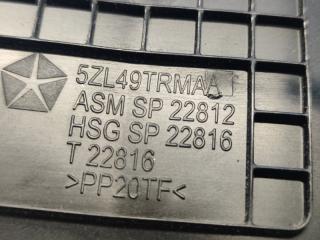 5ZL49TRMAA
ASM SP 22812
HSG SP 22816
T 22816
>PP20TF<